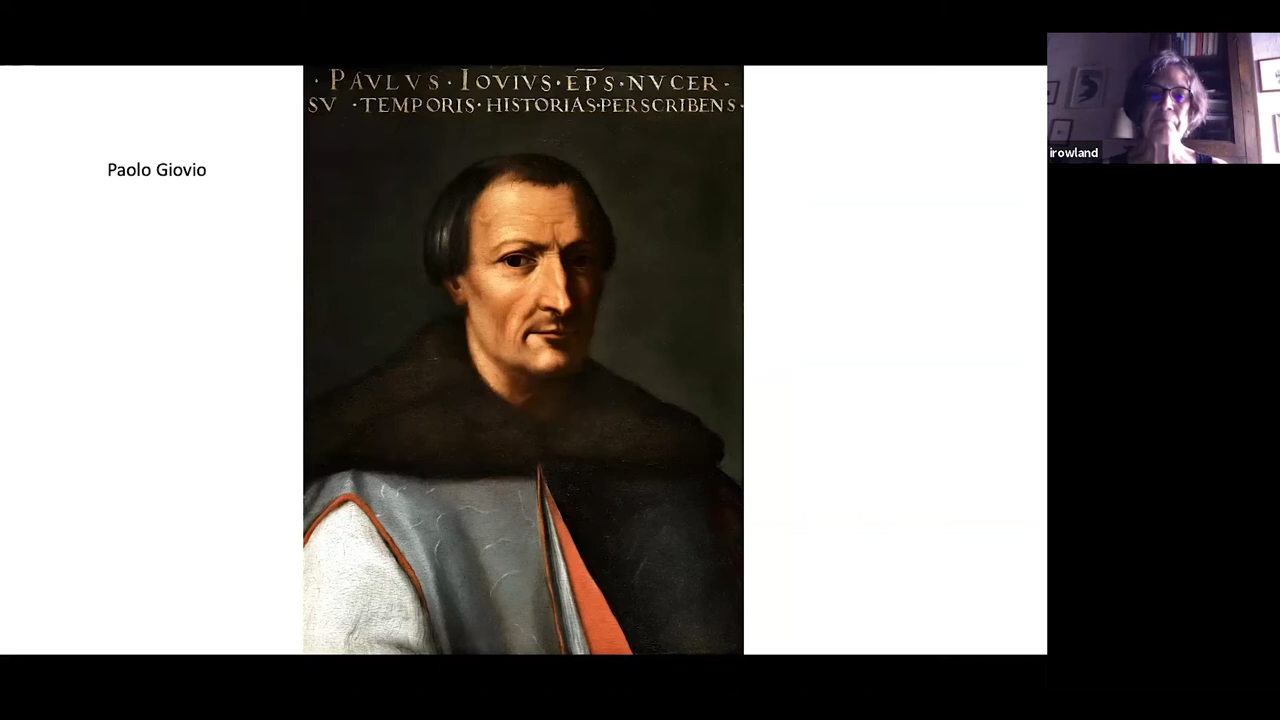 · PAVLVS · IOVIVS · EPS · NVCER ·
SV · TEMPORIS · HISTORIAS · PERSCRIBENS ·
Paolo Giovio
irowland